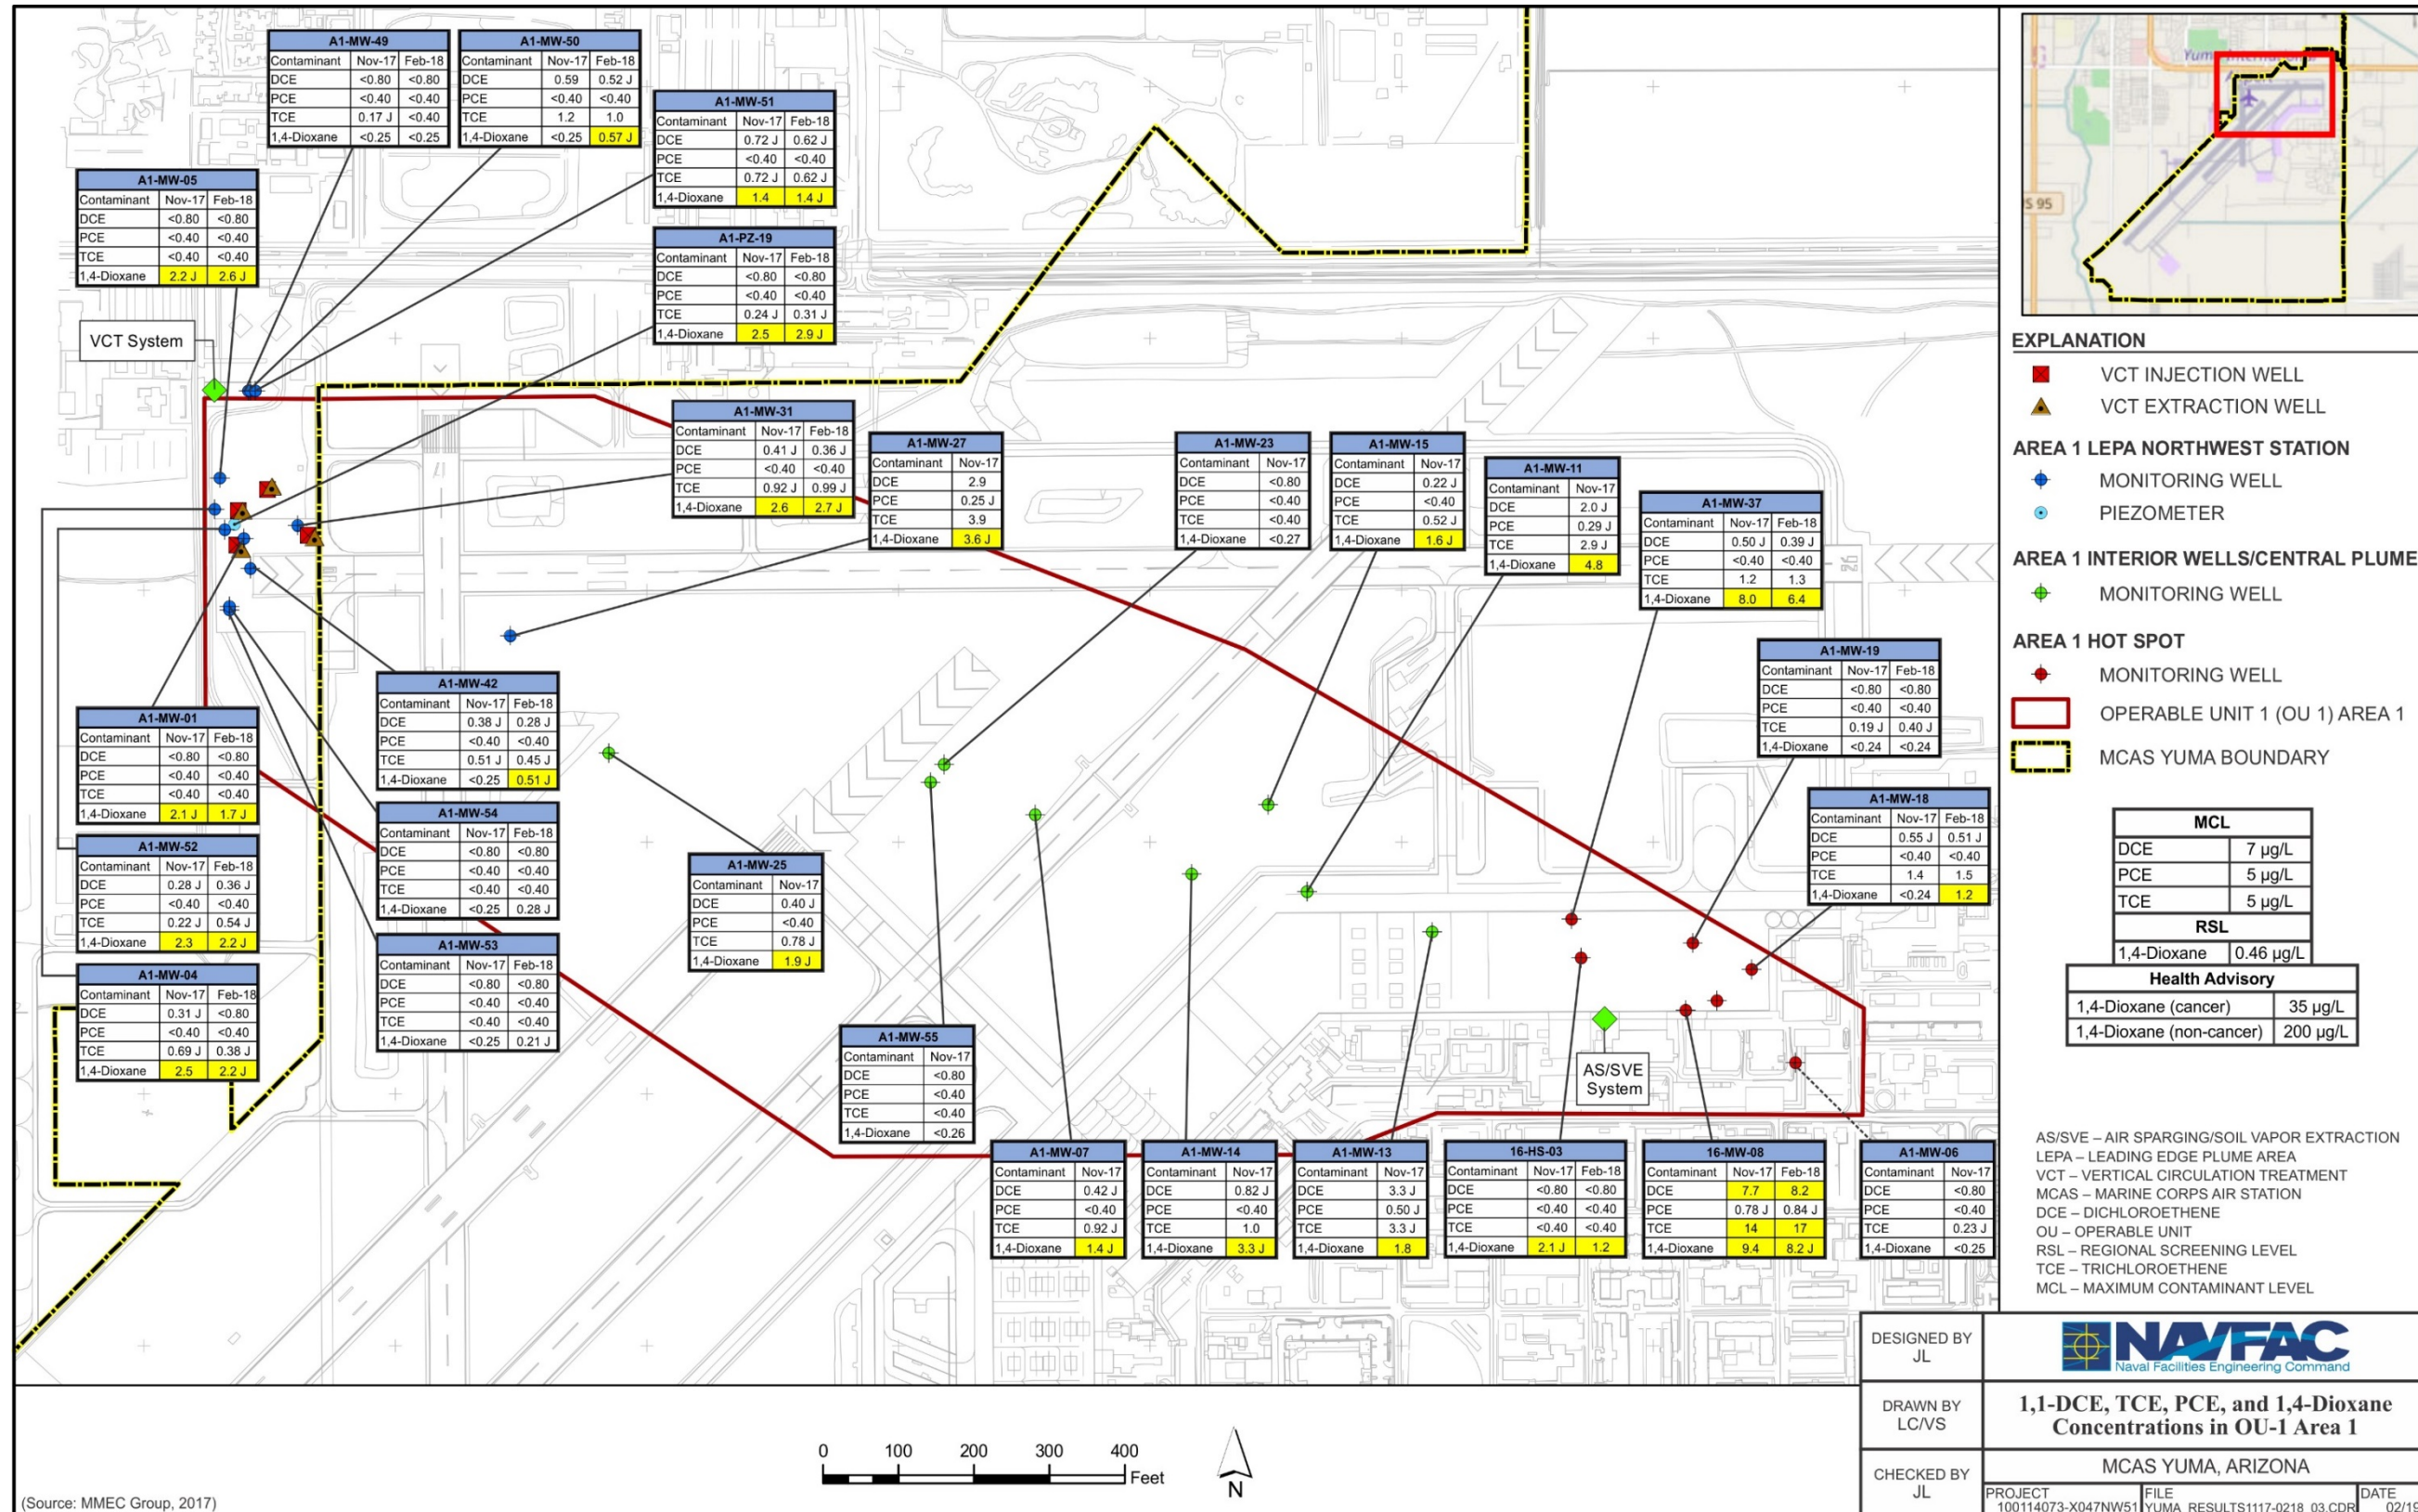 A1-MW-49
Contaminant Nov-17 Feb-18
DCE <0.80 <0.80
PCE <0.40 <0.40
TCE 0.17 J <0.40
1,4-Dioxane <0.25 <0.25
A1-MW-50
Contaminant Nov-17 Feb-18
DCE 0.59 0.52 J
PCE <0.40 <0.40
TCE 1.2 1.0
1,4-Dioxane <0.25 0.57 J
A1-MW-51
Contaminant Nov-17 Feb-18
DCE 0.72 J 0.62 J
PCE <0.40 <0.40
TCE 0.72 J 0.62 J
1,4-Dioxane 1.4 1.4 J
A1-MW-05
Contaminant Nov-17 Feb-18
DCE <0.80 <0.80
PCE <0.40 <0.40
TCE <0.40 <0.40
1,4-Dioxane 2.2 J 2.6 J
A1-PZ-19
Contaminant Nov-17 Feb-18
DCE <0.80 <0.80
PCE <0.40 <0.40
TCE 0.24 J 0.31 J
1,4-Dioxane 2.5 2.9 J
VCT System
A1-MW-31
Contaminant Nov-17 Feb-18
DCE 0.41 J 0.36 J
PCE <0.40 <0.40
TCE 0.92 J 0.99 J
1,4-Dioxane 2.6 2.7 J
A1-MW-27
Contaminant Nov-17
DCE 2.9
PCE 0.25 J
TCE 3.9
1,4-Dioxane 3.6 J
A1-MW-23
Contaminant Nov-17
DCE <0.80
PCE <0.40
TCE <0.40
1,4-Dioxane <0.27
A1-MW-15
Contaminant Nov-17
DCE 0.22 J
PCE <0.40
TCE 0.52 J
1,4-Dioxane 1.6 J
A1-MW-11
Contaminant Nov-17
DCE 2.0 J
PCE 0.29 J
TCE 2.9 J
1,4-Dioxane 4.8
A1-MW-37
Contaminant Nov-17 Feb-18
DCE 0.50 J 0.39 J
PCE <0.40 <0.40
TCE 1.2 1.3
1,4-Dioxane 8.0 6.4
A1-MW-19
Contaminant Nov-17 Feb-18
DCE <0.80 <0.80
PCE <0.40 <0.40
TCE 0.19 J 0.40 J
1,4-Dioxane <0.24 <0.24
A1-MW-18
Contaminant Nov-17 Feb-18
DCE 0.55 J 0.51 J
PCE <0.40 <0.40
TCE 1.4 1.5
1,4-Dioxane <0.24 1.2
A1-MW-42
Contaminant Nov-17 Feb-18
DCE 0.38 J 0.28 J
PCE <0.40 <0.40
TCE 0.51 J 0.45 J
1,4-Dioxane <0.25 0.51 J
A1-MW-01
Contaminant Nov-17 Feb-18
DCE <0.80 <0.80
PCE <0.40 <0.40
TCE <0.40 <0.40
1,4-Dioxane 2.1 J 1.7 J
A1-MW-54
Contaminant Nov-17 Feb-18
DCE <0.80 <0.80
PCE <0.40 <0.40
TCE <0.40 <0.40
1,4-Dioxane <0.25 0.28 J
A1-MW-52
Contaminant Nov-17 Feb-18
DCE 0.28 J 0.36 J
PCE <0.40 <0.40
TCE 0.22 J 0.54 J
1,4-Dioxane 2.3 2.2 J
A1-MW-25
Contaminant Nov-17
DCE 0.40 J
PCE <0.40
TCE 0.78 J
1,4-Dioxane 1.9 J
A1-MW-53
Contaminant Nov-17 Feb-18
DCE <0.80 <0.80
PCE <0.40 <0.40
TCE <0.40 <0.40
1,4-Dioxane <0.25 0.21 J
A1-MW-04
Contaminant Nov-17 Feb-18
DCE 0.31 J <0.80
PCE <0.40 <0.40
TCE 0.69 J 0.38 J
1,4-Dioxane 2.5 2.2 J
A1-MW-55
Contaminant Nov-17
DCE <0.80
PCE <0.40
TCE <0.40
1,4-Dioxane <0.26
AS/SVE
System
A1-MW-07
Contaminant Nov-17
DCE 0.42 J
PCE <0.40
TCE 0.92 J
1,4-Dioxane 1.4 J
A1-MW-14
Contaminant Nov-17
DCE 0.82 J
PCE <0.40
TCE 1.0
1,4-Dioxane 3.3 J
A1-MW-13
Contaminant Nov-17
DCE 3.3 J
PCE 0.50 J
TCE 3.3 J
1,4-Dioxane 1.8
16-HS-03
Contaminant Nov-17 Feb-18
DCE <0.80 <0.80
PCE <0.40 <0.40
TCE <0.40 <0.40
1,4-Dioxane 2.1 J 1.2
16-MW-08
Contaminant Nov-17 Feb-18
DCE 7.7 8.2
PCE 0.78 J 0.84 J
TCE 14 17
1,4-Dioxane 9.4 8.2 J
A1-MW-06
Contaminant Nov-17
DCE <0.80
PCE <0.40
TCE 0.23 J
1,4-Dioxane <0.25
0 100 200 300 400
Feet
N
(Source: MMEC Group, 2017)
95
EXPLANATION
VCT INJECTION WELL
VCT EXTRACTION WELL
AREA 1 LEPA NORTHWEST STATION
MONITORING WELL
PIEZOMETER
AREA 1 INTERIOR WELLS/CENTRAL PLUME
MONITORING WELL
AREA 1 HOT SPOT
MONITORING WELL
OPERABLE UNIT 1 (OU 1) AREA 1
MCAS YUMA BOUNDARY
MCL
DCE 7 µg/L
PCE 5 µg/L
TCE 5 µg/L
RSL
1,4-Dioxane 0.46 µg/L
Health Advisory
1,4-Dioxane (cancer) 35 µg/L
1,4-Dioxane (non-cancer) 200 µg/L
AS/SVE – AIR SPARGING/SOIL VAPOR EXTRACTION
LEPA – LEADING EDGE PLUME AREA
VCT – VERTICAL CIRCULATION TREATMENT
MCAS – MARINE CORPS AIR STATION
DCE – DICHLOROETHENE
OU – OPERABLE UNIT
RSL – REGIONAL SCREENING LEVEL
TCE – TRICHLOROETHENE
MCL – MAXIMUM CONTAMINANT LEVEL
DESIGNED BY
JL
NAVFAC
Naval Facilities Engineering Command
DRAWN BY
LC/VS
1,1-DCE, TCE, PCE, and 1,4-Dioxane
Concentrations in OU-1 Area 1
CHECKED BY
JL
MCAS YUMA, ARIZONA
PROJECT
100114073-X047NW51
FILE
YUMA_RESULTS1117-0218_03.CDR
DATE
02/19